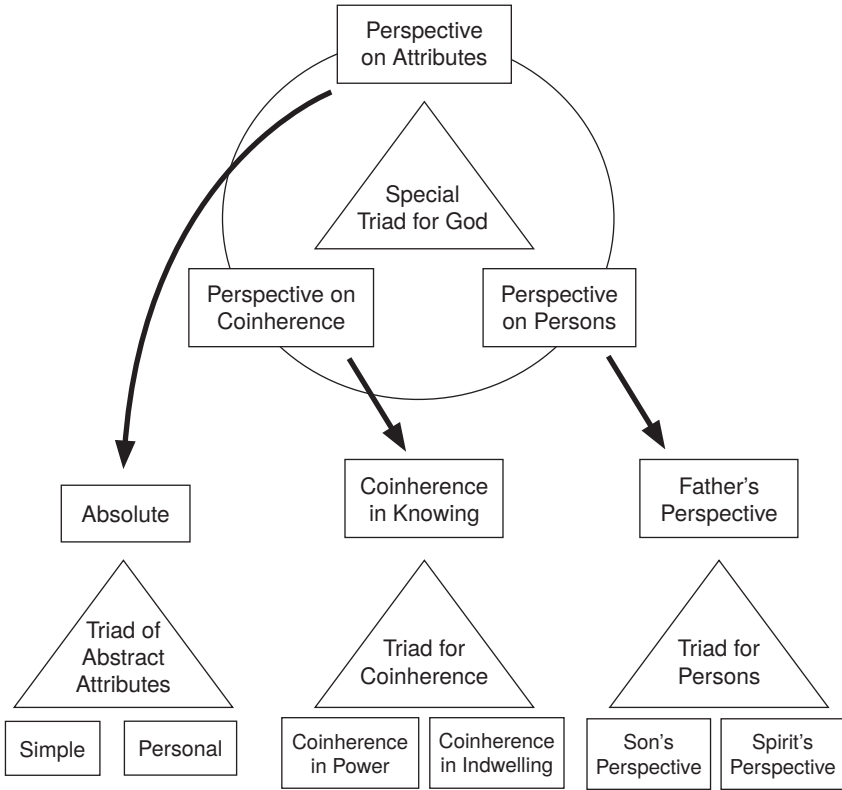 Perspective
on Attributes
Special
Triad for God
Perspective on
Coinherence
Perspective
on Persons
Absolute
Coinherence
in Knowing
Father's
Perspective
Triad of
Abstract
Attributes
Triad for
Coinherence
Triad for
Persons
Simple
Personal
Coinherence
in Power
Coinherence
in Indwelling
Son's
Perspective
Spirit's
Perspective